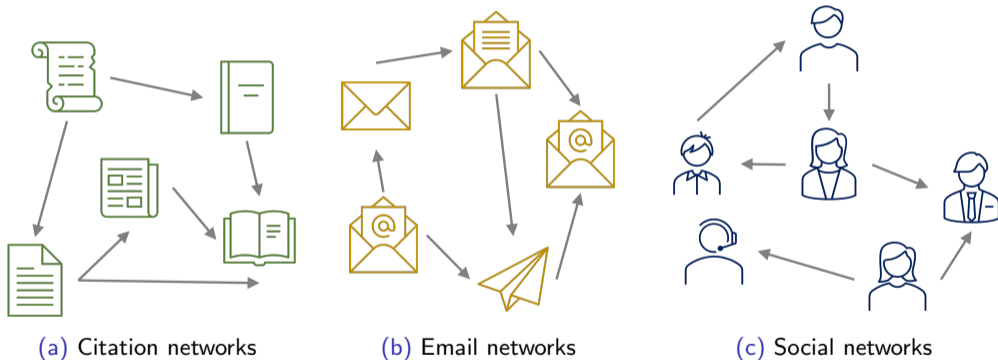 @
@
(a) Citation networks
(b) Email networks
(c) Social networks